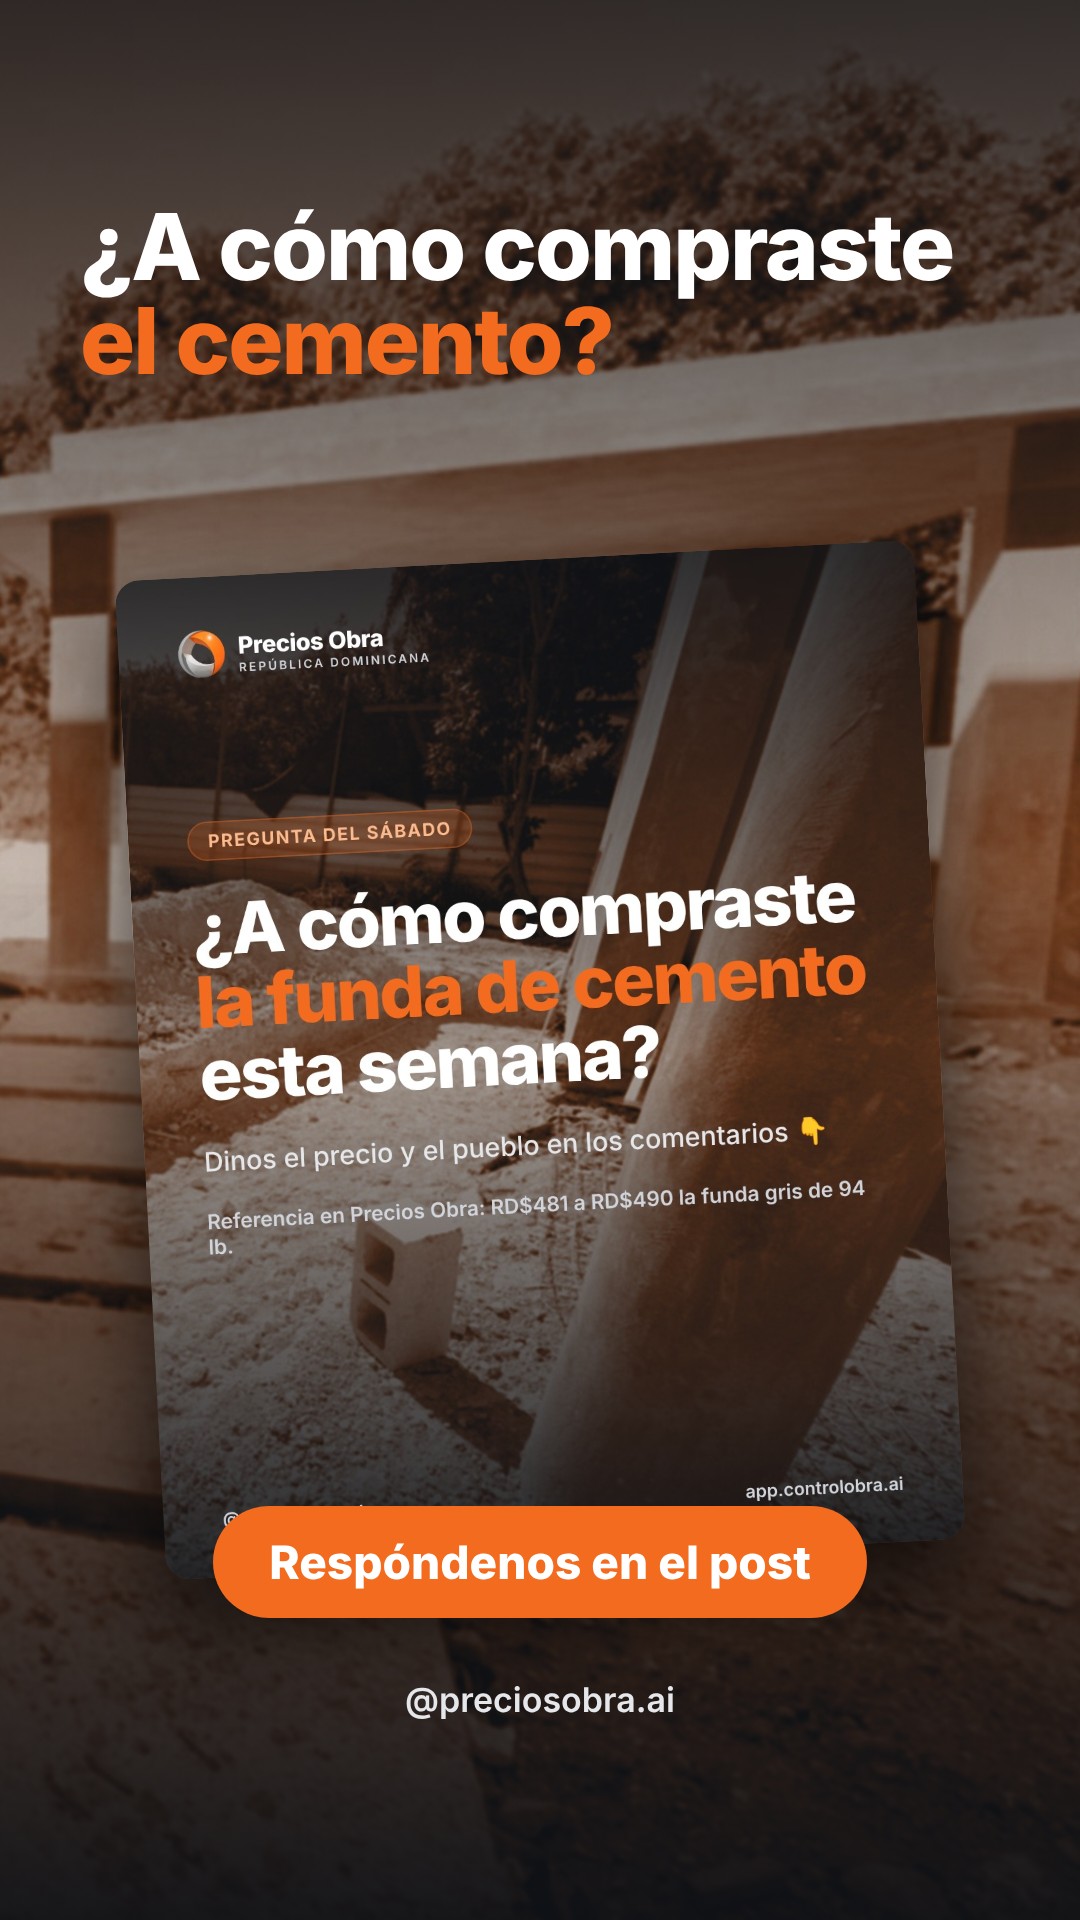 ¿A cómo compraste
el cemento?
Precios Obra
REPÚBLICA DOMINICANA
PREGUNTA DEL SÁBADO
¿A cómo compraste
la funda de cemento
esta semana?
Dinos el precio y el pueblo en los comentarios 👇
Referencia en Precios Obra: RD$481 a RD$490 la funda gris de 94
lb.
app.controlobra.ai
Respóndenos en el post
@preciosobra.ai